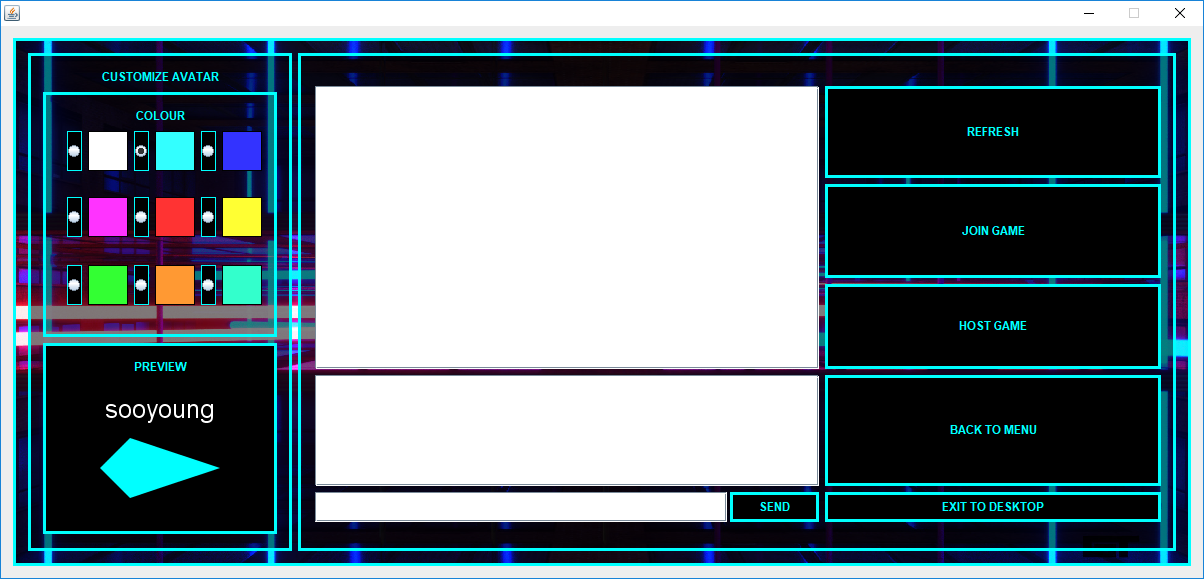 CUSTOMIZE AVATAR
COLOUR
PREVIEW
sooyoung
REFRESH
JOIN GAME
HOST GAME
BACK TO MENU
SEND
EXIT TO DESKTOP